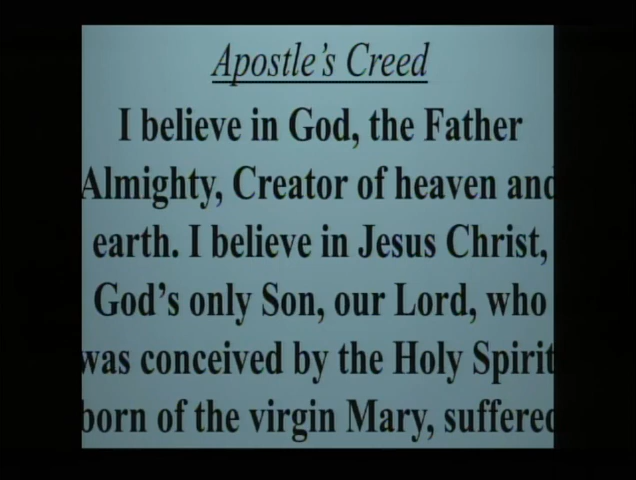 Apostle's Creed
I believe in God, the Father
Almighty, Creator of heaven and
earth. I believe in Jesus Christ,
God's only Son, our Lord, who
was conceived by the Holy Spirit
born of the virgin Mary, suffered